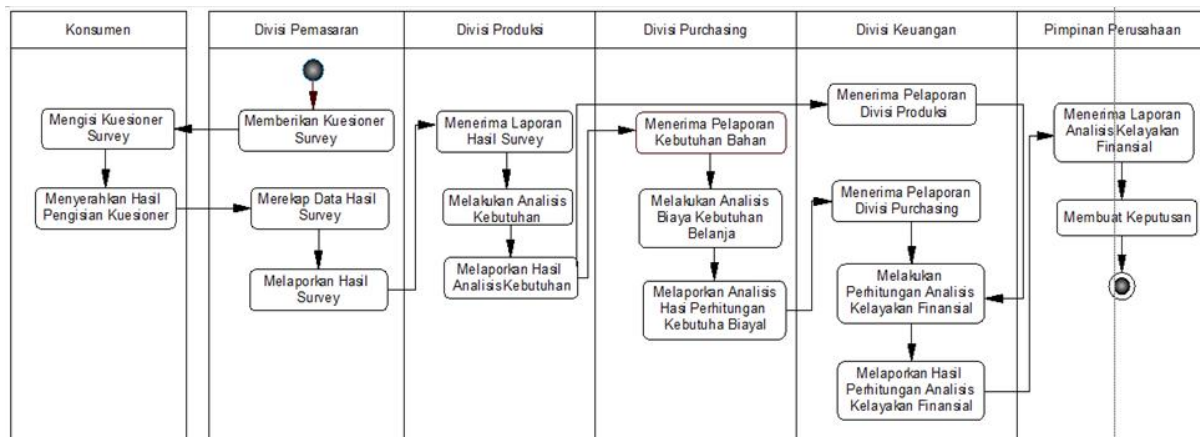 Konsumen
Divisi Pemasaran
Divisi Produksi
Divisi Purchasing
Divisi Keuangan
Pimpinan Perusahaan
Mengisi Kuesioner
Survey
Menyerahkan Hasil
Pengisian Kuesioner
Memberikan Kuesioner
Survey
Merekap Data Hasil
Survey
Melaporkan Hasil
Survey
Menerima Laporan
Hasil Survey
Melakukan Analisis
Kebutuhan
Melaporkan Hasil
Analisis Kebutuhan
Menerima Pelaporan
Kebutuhan Bahan
Melakukan Analisis
Biaya Kebutuhan
Belanja
Melaporkan Analisis
Hasi Perhitungan
Kebutuha Biayal
Menerima Pelaporan
Divisi Produksi
Menerima Pelaporan
Divisi Purchasing
Melakukan
Perhitungan Analisis
Kelayakan Finansial
Melaporkan Hasil
Perhitungan Analisis
Kelayakan Finansial
Menerima Laporan
Analisis Kelayakan
Finansial
Membuat Keputusan